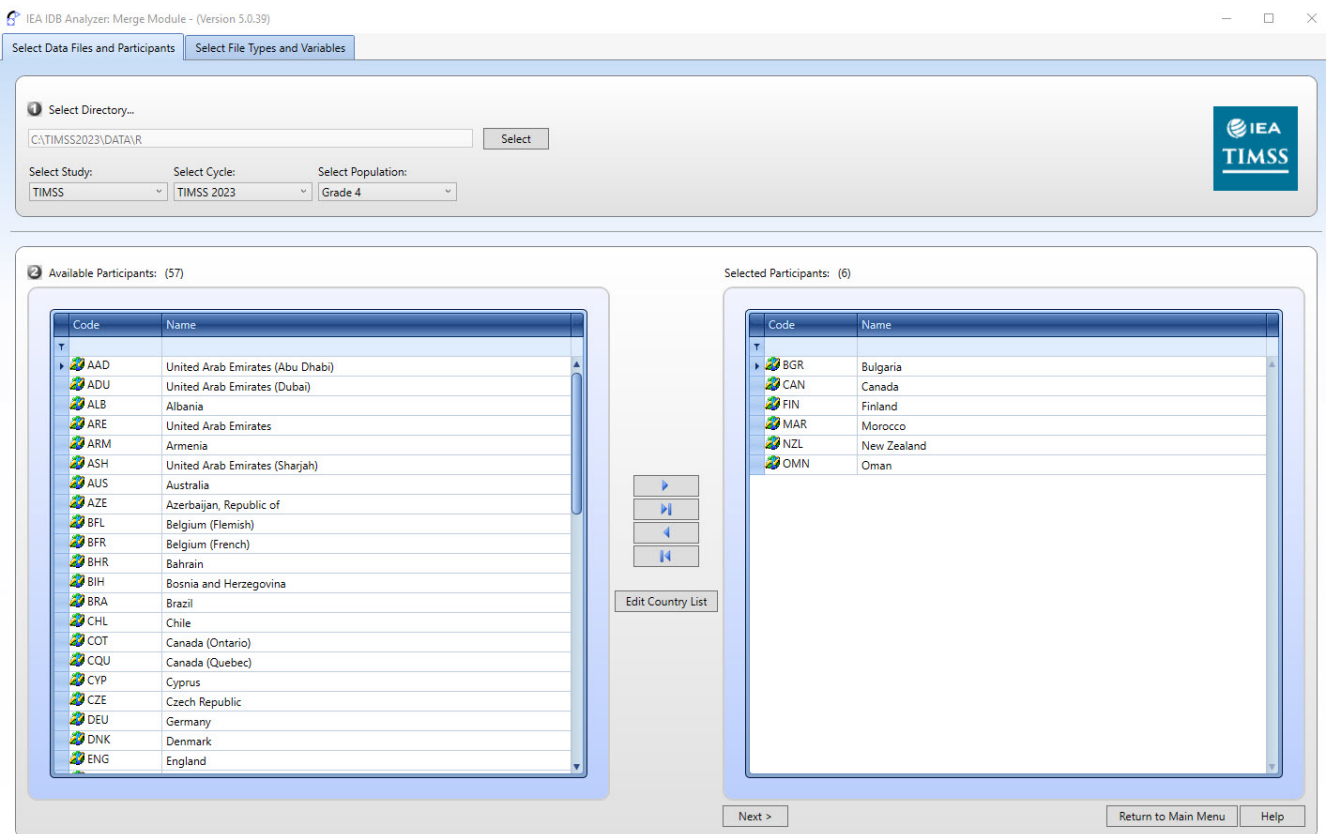 IEA IDB Analyzer: Merge Module - (Version 5.0.39)
Select Data Files and Participants Select File Types and Variables
1 Select Directory...
C:\TIMSS2023\DATA\R Select
IEA
TIMSS
Select Study: Select Cycle: Select Population:
TIMSS TIMSS 2023 Grade 4
2 Available Participants: (57) Selected Participants: (6)
Code Name Code Name
AAD United Arab Emirates (Abu Dhabi) BGR Bulgaria
ADU United Arab Emirates (Dubai) CAN Canada
ALB Albania FIN Finland
ARE United Arab Emirates MAR Morocco
ARM Armenia NZL New Zealand
ASH United Arab Emirates (Sharjah) OMN Oman
AUS Australia
AZE Azerbaijan, Republic of
BFL Belgium (Flemish)
BFR Belgium (French)
BHR Bahrain
BIH Bosnia and Herzegovina
BRA Brazil
Edit Country List
CHL Chile
COT Canada (Ontario)
CQU Canada (Quebec)
CYP Cyprus
CZE Czech Republic
DEU Germany
DNK Denmark
ENG England
Next > Return to Main Menu Help